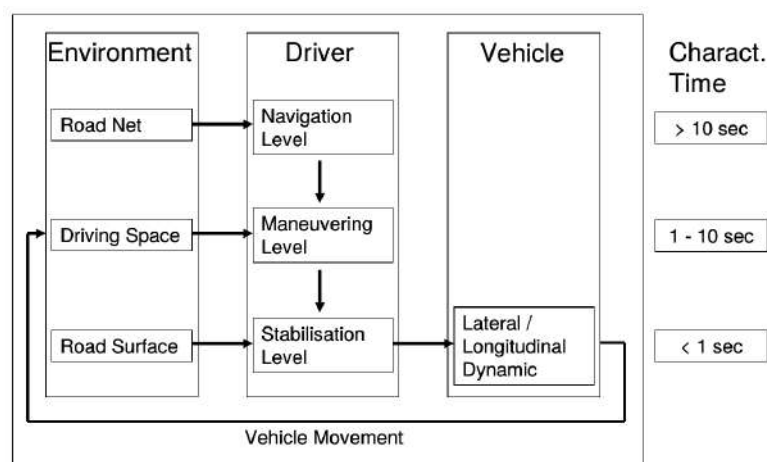 Environment
Driver
Vehicle
Charact.
Time
Road Net
Navigation
Level
> 10 sec
Driving Space
Maneuvering
Level
1 - 10 sec
Road Surface
Stabilisation
Level
Lateral /
Longitudinal
Dynamic
< 1 sec
Vehicle Movement